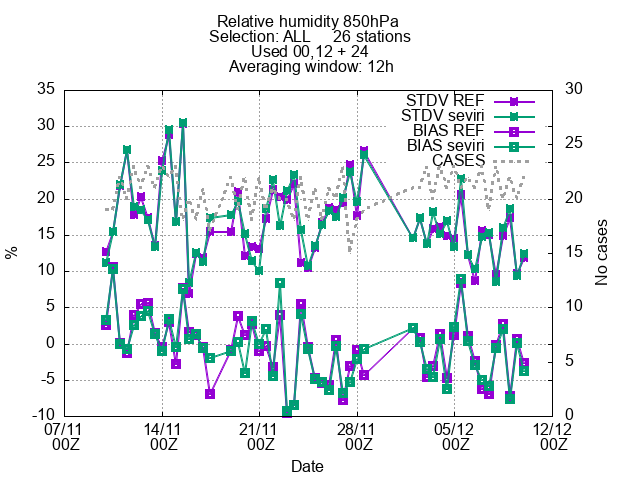 Relative humidity 850hPa
Selection: ALL 26 stations
Used 00,12 + 24
Averaging window: 12h
35
30
25
20
15
10
5
0
-5
-10
%
30
25
20
15
10
5
0
No cases
STDV REF
STDV seviri
BIAS REF
BIAS seviri
CASES
07/11 14/11 21/11 28/11 05/12 12/12
00Z 00Z 00Z 00Z 00Z 00Z
Date